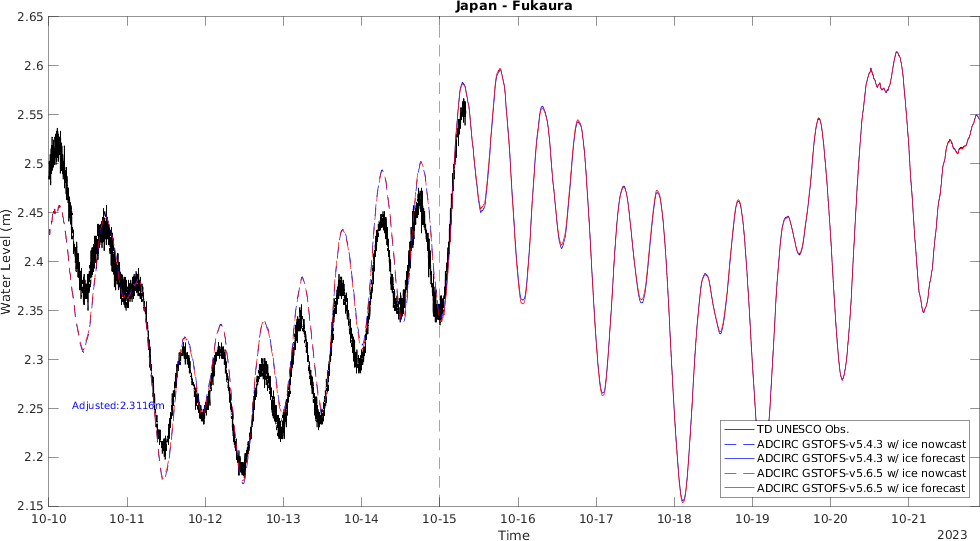 Japan - Fukaura
2.65
2.6
2.55
2.5
2.45
2.4
2.35
2.3
2.25
2.2
2.15
Water Level (m)
Adjusted:2.3116m
TD UNESCO Obs.
ADCIRC GSTOFS-v5.4.3 w/ ice nowcast
ADCIRC GSTOFS-v5.4.3 w/ ice forecast
ADCIRC GSTOFS-v5.6.5 w/ ice nowcast
ADCIRC GSTOFS-v5.6.5 w/ ice forecast
10-10 10-11 10-12 10-13 10-14 10-15 10-16 10-17 10-18 10-19 10-20 10-21
Time
2023